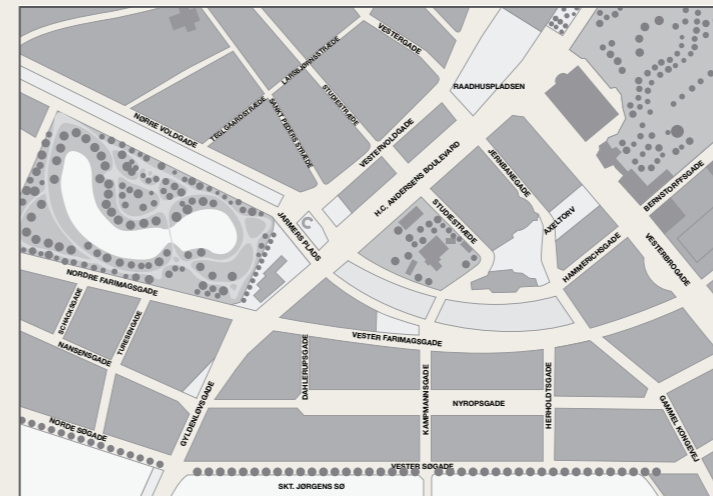 VESTERGADE
LARSBJØRNSSTRÆDE
RAADHUSPLADSEN
STUDIESTRÆDE
TEGLGAARDSTRÆDE
SANKT PEDERS STRÆDE
NØRRE VOLDGADE
VESTERVOLDGADE
H.C. ANDERSENS BOULEVARD
JERNBANEGADE
BERNSTORFFSGADE
JARMERS PLADS
STUDIESTRÆDE
AXELTORV
HAMMERICHSGADE
VESTERBROGADE
NORDRE FARIMAGSGADE
SCHACKSGADE
TURESENGADE
NANSENSGADE
VESTER FARIMAGSGADE
DAHLERUPSGADE
KAMPMANNSGADE
HERHOLDTSGADE
NYROPSGADE
GYLDENLØVSGADE
GAMMEL KONGEVEJ
NORDE SØGADE
VESTER SØGADE
SKT. JØRGENS SØ